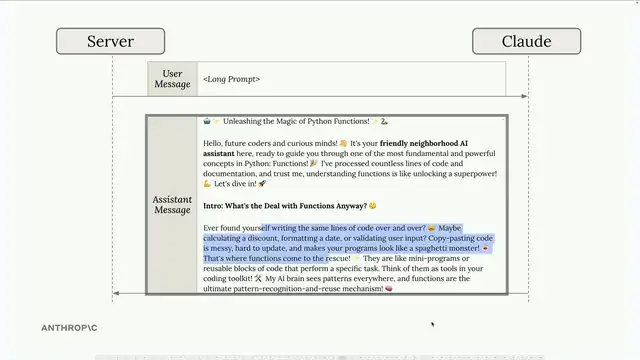 Server
Claude
User
Message
<Long Prompt>
Assistant
Message
🤖 ✨ Unleashing the Magic of Python Functions! ✨ 🐍
Hello, future coders and curious minds! 👋 It's your friendly neighborhood AI
assistant here, ready to guide you through one of the most fundamental and powerful
concepts in Python: Functions! 🎉 I've processed countless lines of code and
documentation, and trust me, understanding functions is like unlocking a superpower!
💪 Let's dive in! 🚀
Intro: What's the Deal with Functions Anyway? 🤔
Ever found yourself writing the same lines of code over and over? 😩 Maybe
calculating a discount, formatting a date, or validating user input? Copy-pasting code
is messy, hard to update, and makes your programs look like a spaghetti monster! 🍝
That's where functions come to the rescue! ✨ They are like mini-programs or
reusable blocks of code that perform a specific task. Think of them as tools in your
coding toolkit! 🛠️ My AI brain sees patterns everywhere, and functions are the
ultimate pattern-recognition-and-reuse mechanism! 🧠
ANTHROP\C